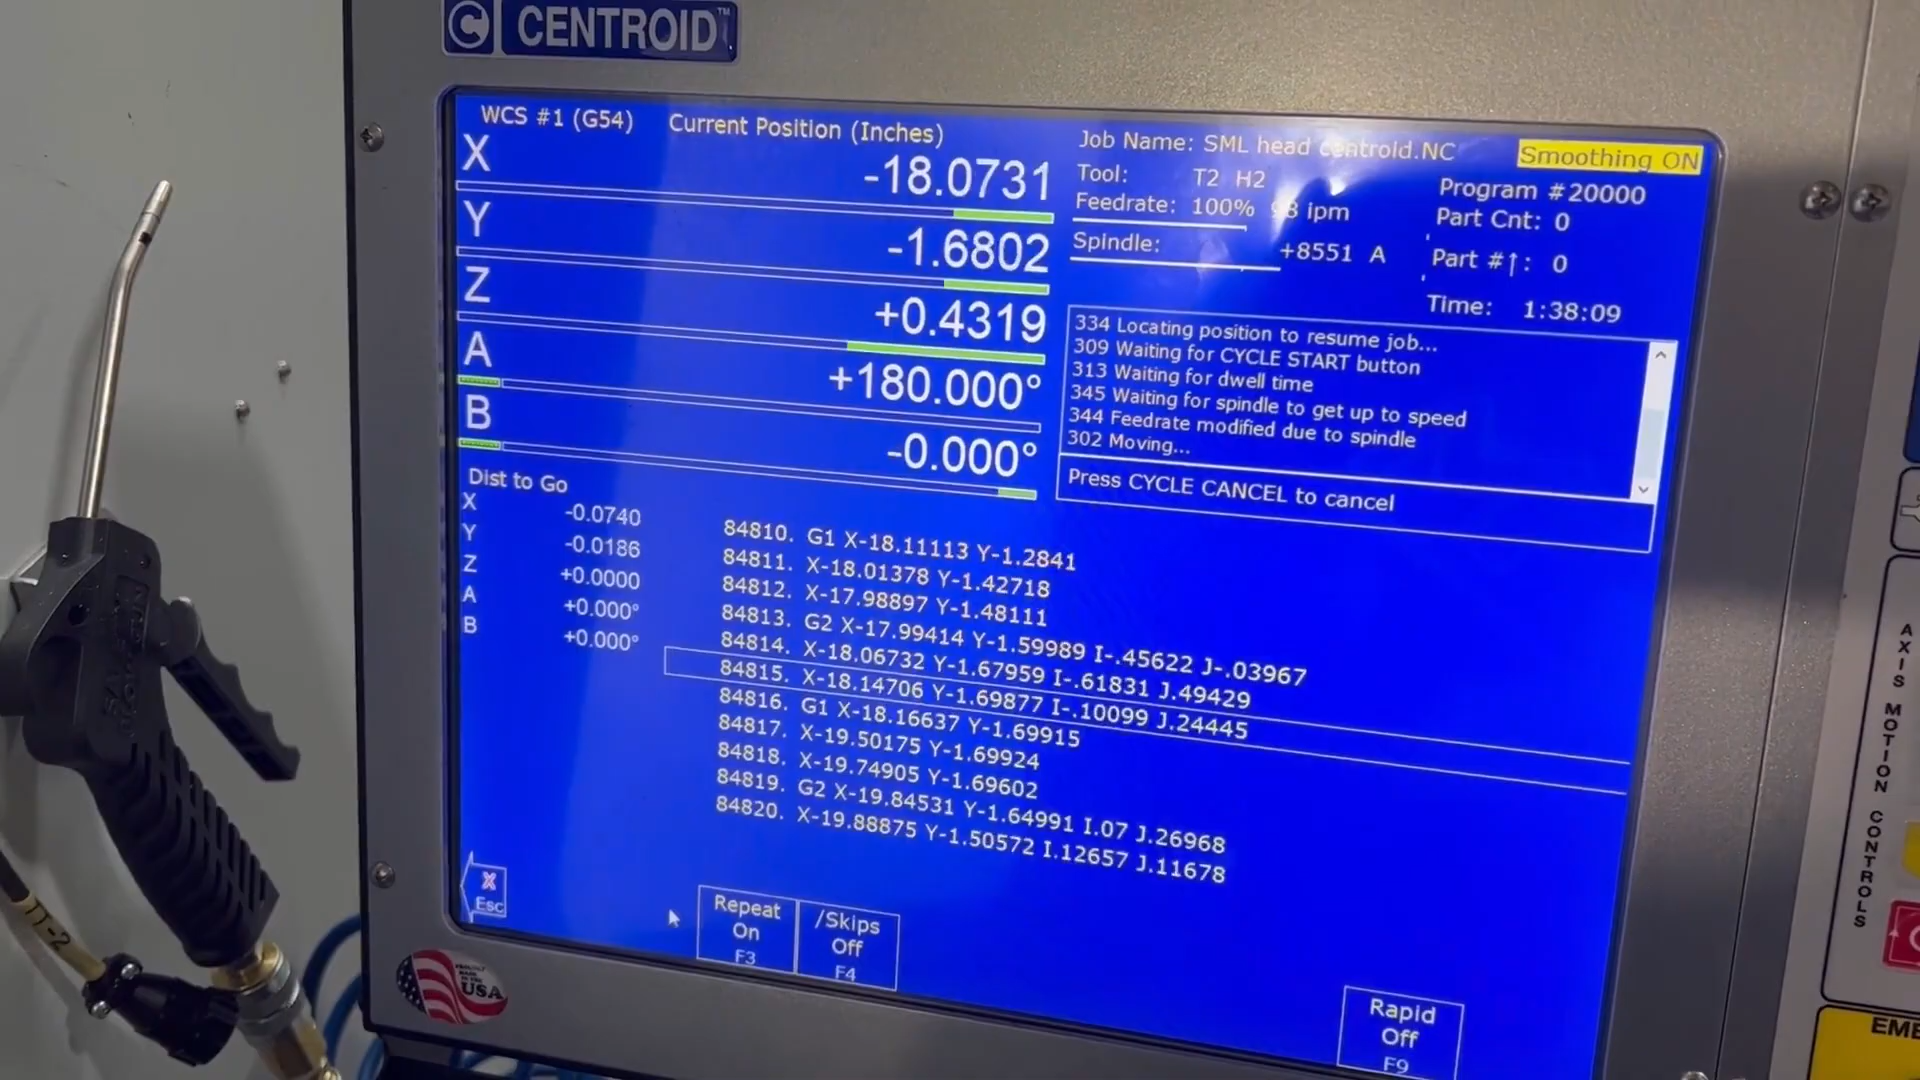 CENTROID™
WCS #1 (G54) Current Position (Inches)
X -18.0731
Y -1.6802
Z +0.4319
A +180.000°
B -0.000°
Job Name: SML head centroid.NC
Smoothing ON
Tool: T2 H2
Feedrate: 100% 98 ipm
Spindle: +8551 A
Program #20000
Part Cnt: 0
Part #↑: 0
Time: 1:38:09
334 Locating position to resume job...
309 Waiting for CYCLE START button
313 Waiting for dwell time
345 Waiting for spindle to get up to speed
344 Feedrate modified due to spindle
302 Moving...
Press CYCLE CANCEL to cancel
Dist to Go
X -0.0740
Y -0.0186
Z +0.0000
A +0.000°
B +0.000°
84810. G1 X-18.11113 Y-1.2841
84811. X-18.01378 Y-1.42718
84812. X-17.98897 Y-1.48111
84813. G2 X-17.99414 Y-1.59989 I-.45622 J-.03967
84814. X-18.06732 Y-1.67959 I-.61831 J.49429
84815. X-18.14706 Y-1.69877 I-.10099 J.24445
84816. G1 X-18.16637 Y-1.69915
84817. X-19.50175 Y-1.69924
84818. X-19.74905 Y-1.69602
84819. G2 X-19.84531 Y-1.64991 I.07 J.26968
84820. X-19.88875 Y-1.50572 I.12657 J.11678
X
Esc
Repeat
On
F3
/Skips
Off
F4
Rapid
Off
F9
USA
AXIS MOTION CONTROLS
EME
TT-2